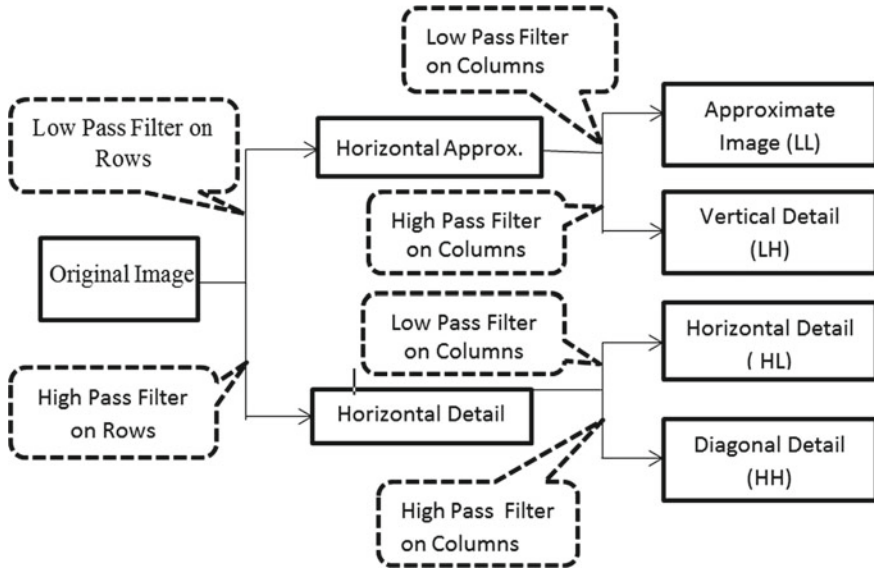 Low Pass Filter
on Columns
Approximate
Image (LL)
Low Pass Filter on
Rows
Horizontal Approx.
High Pass Filter
on Columns
Vertical Detail
(LH)
Original Image
Low Pass Filter
on Columns
Horizontal Detail
( HL)
High Pass Filter
on Rows
Horizontal Detail
Diagonal Detail
(HH)
High Pass Filter
on Columns